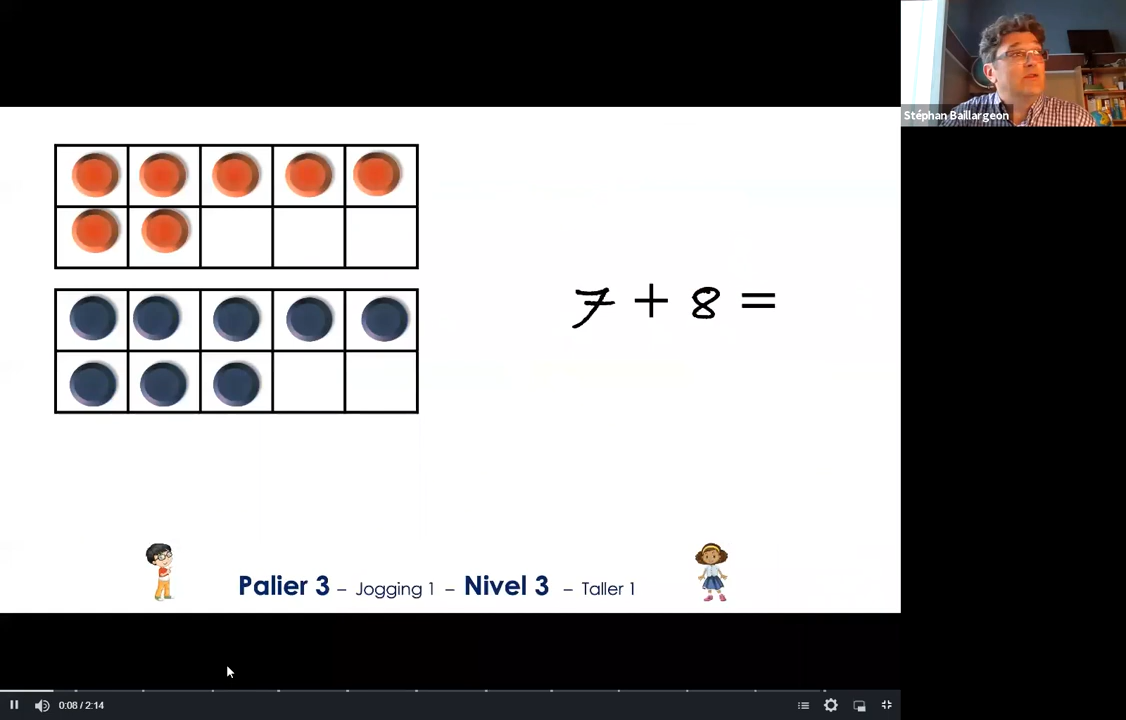 Stéphan Baillargeon
7 + 8 =
Palier 3 – Jogging 1 – Nivel 3 – Taller 1
0:08 / 2:14